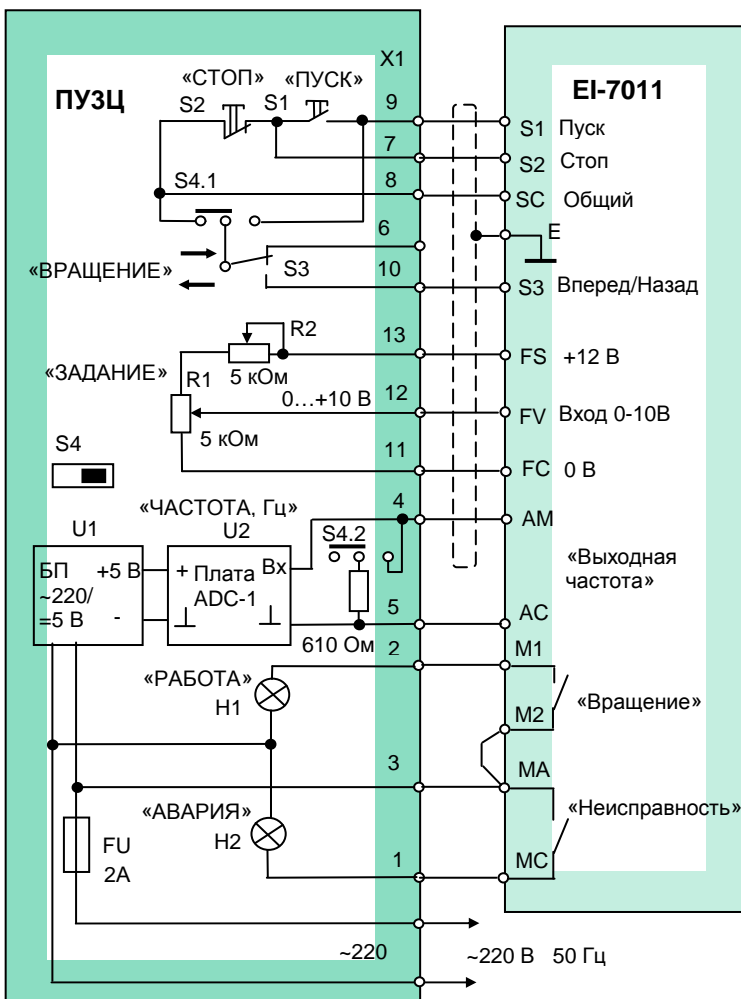 X1
«СТОП» «ПУСК»
ПУЗЦ
EI-7011
S2 S1 9
S1 Пуск
7
S2 Стоп
S4.1 8
SC Общий
6
E
«ВРАЩЕНИЕ»
S3 10
S3 Вперед/Назад
R2 13
FS +12 В
«ЗАДАНИЕ»
R1 5 кОм
0...+10 В 12
FV Вход 0-10В
5 кОм
S4
11
FC 0 В
«ЧАСТОТА, Гц» 4
AM
U1 U2 S4.2
БП +5 В
~220/
=5 В -
+ Плата Вх
ADC-1
«Выходная
частота»
5
AC
610 Ом 2
M1
«РАБОТА»
H1
«Вращение»
M2
3
MA
«АВАРИЯ»
«Неисправность»
FU H2
2А 1
MC
~220 ~220 В 50 Гц